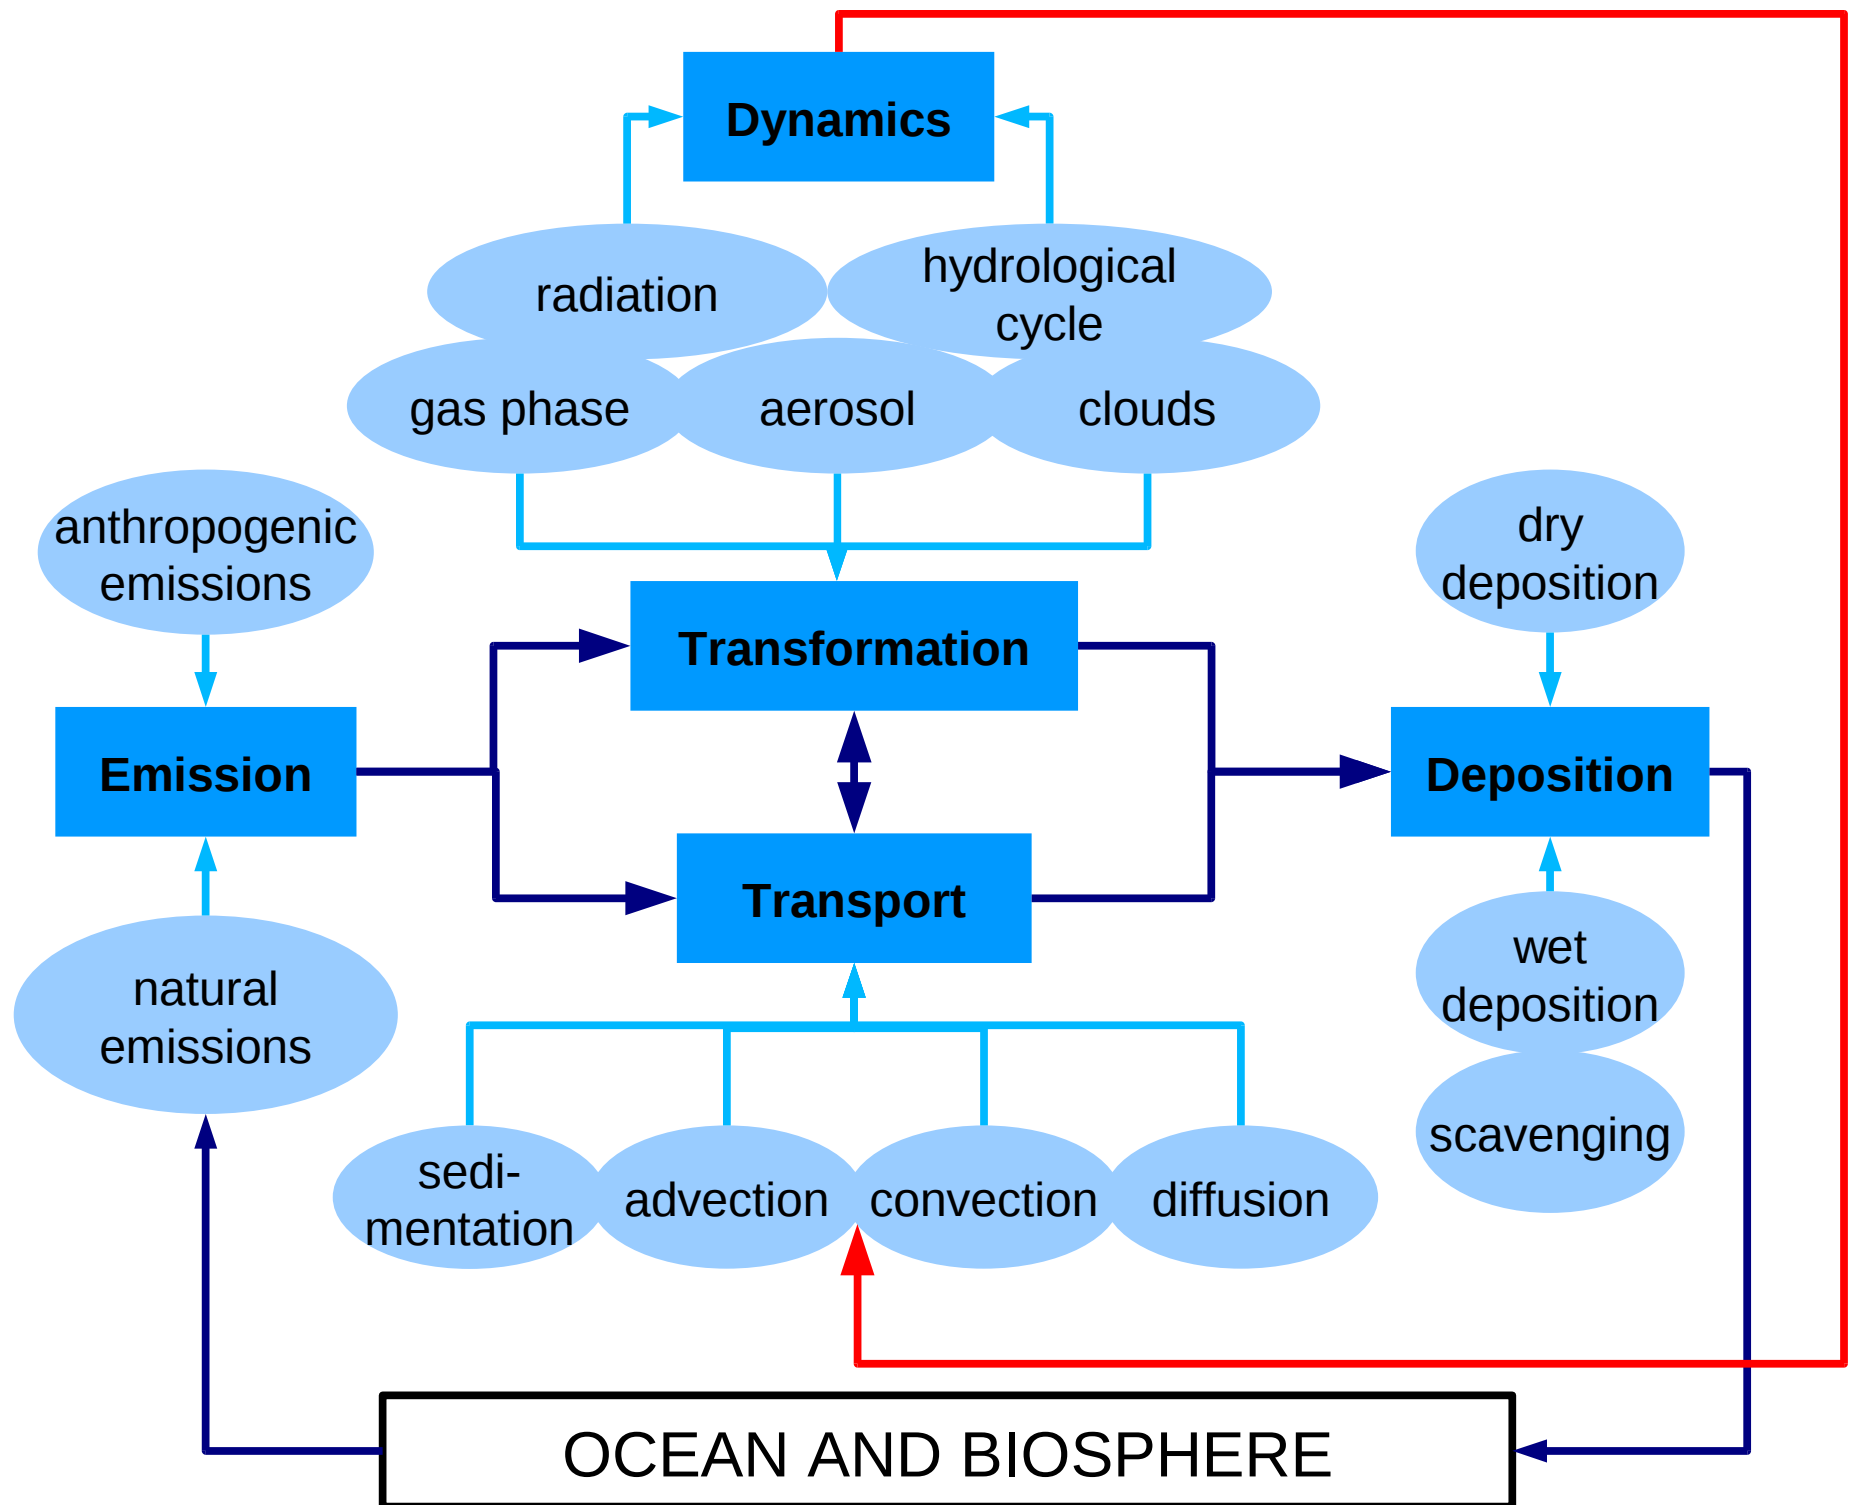 Dynamics
radiation
hydrological
cycle
gas phase
aerosol
clouds
anthropogenic
emissions
dry
deposition
Transformation
Emission
Deposition
Transport
natural
emissions
wet
deposition
scavenging
sedi-
mentation
advection
convection
diffusion
OCEAN AND BIOSPHERE